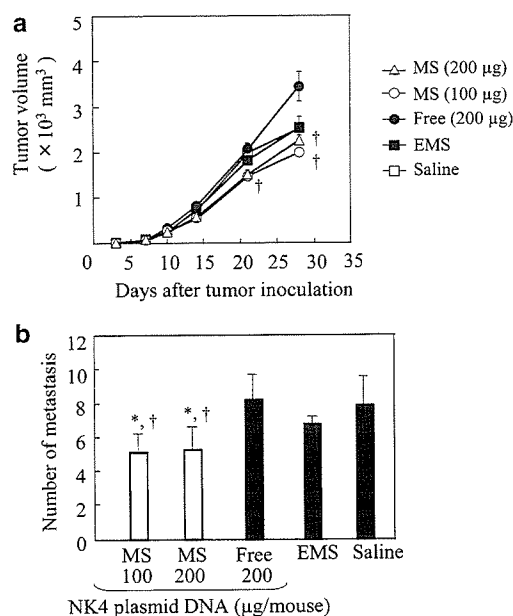 a
Tumor volume
( × 10³ mm³)
5
4
3
2
1
0 5 10 15 20 25 30 35
Days after tumor inoculation
†
†
†
MS (200 µg)
MS (100 µg)
Free (200 µg)
EMS
Saline
b
Number of metastasis
12
10
8
6
4
2
0
*, †
*, †
MS MS Free EMS Saline
100 200 200
NK4 plasmid DNA (µg/mouse)